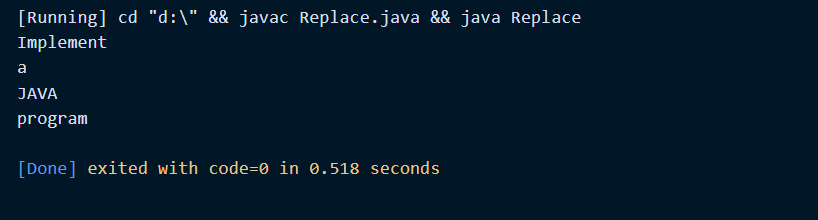 [Running] cd "d:\" && javac Replace.java && java Replace
Implement
a
JAVA
program
[Done] exited with code=0 in 0.518 seconds